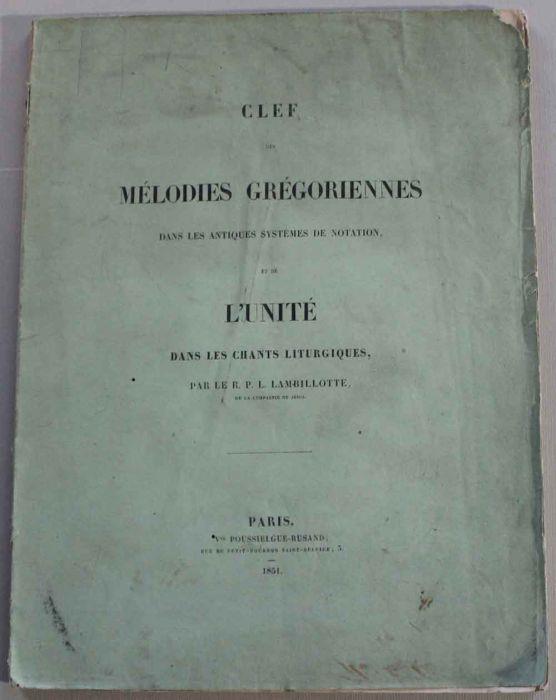 CLEF
DES
MÉLODIES GRÉGORIENNES
DANS LES ANTIQUES SYSTÈMES DE NOTATION,
ET DE
L'UNITÉ
DANS LES CHANTS LITURGIQUES,
PAR LE R. P. L. LAMBILLOTTE,
DE LA COMPAGNIE DE JÉSUS.
PARIS,
Vve POUSSIELGUE-RUSAND,
RUE DU PETIT-BOURBON SAINT-SULPICE, 3.
1851.